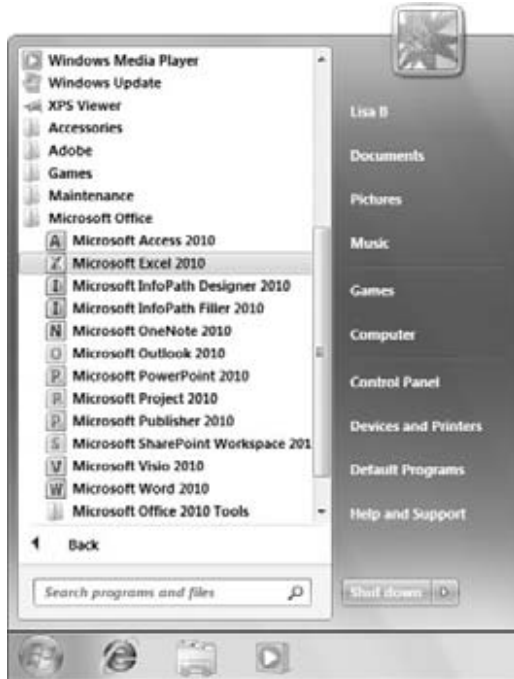 Windows Media Player
Windows Update
XPS Viewer
Accessories
Adobe
Games
Maintenance
Microsoft Office
Microsoft Access 2010
Microsoft Excel 2010
Microsoft InfoPath Designer 2010
Microsoft InfoPath Filler 2010
Microsoft OneNote 2010
Microsoft Outlook 2010
Microsoft PowerPoint 2010
Microsoft Project 2010
Microsoft Publisher 2010
Microsoft SharePoint Workspace 201
Microsoft Visio 2010
Microsoft Word 2010
Microsoft Office 2010 Tools
Back
Search programs and files
Lisa B
Documents
Pictures
Music
Games
Computer
Control Panel
Devices and Printers
Default Programs
Help and Support
Shut down